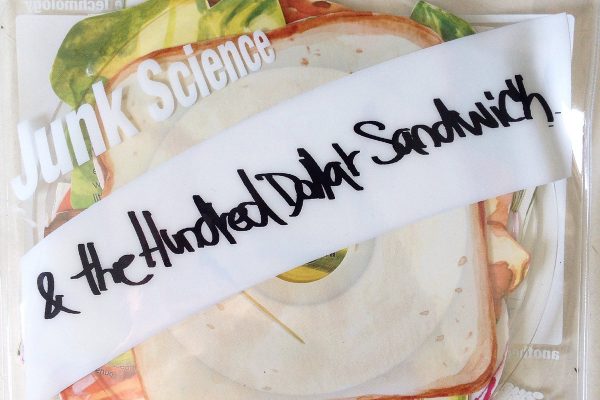 Junk Science
& the Hundred Dollar Sandwich